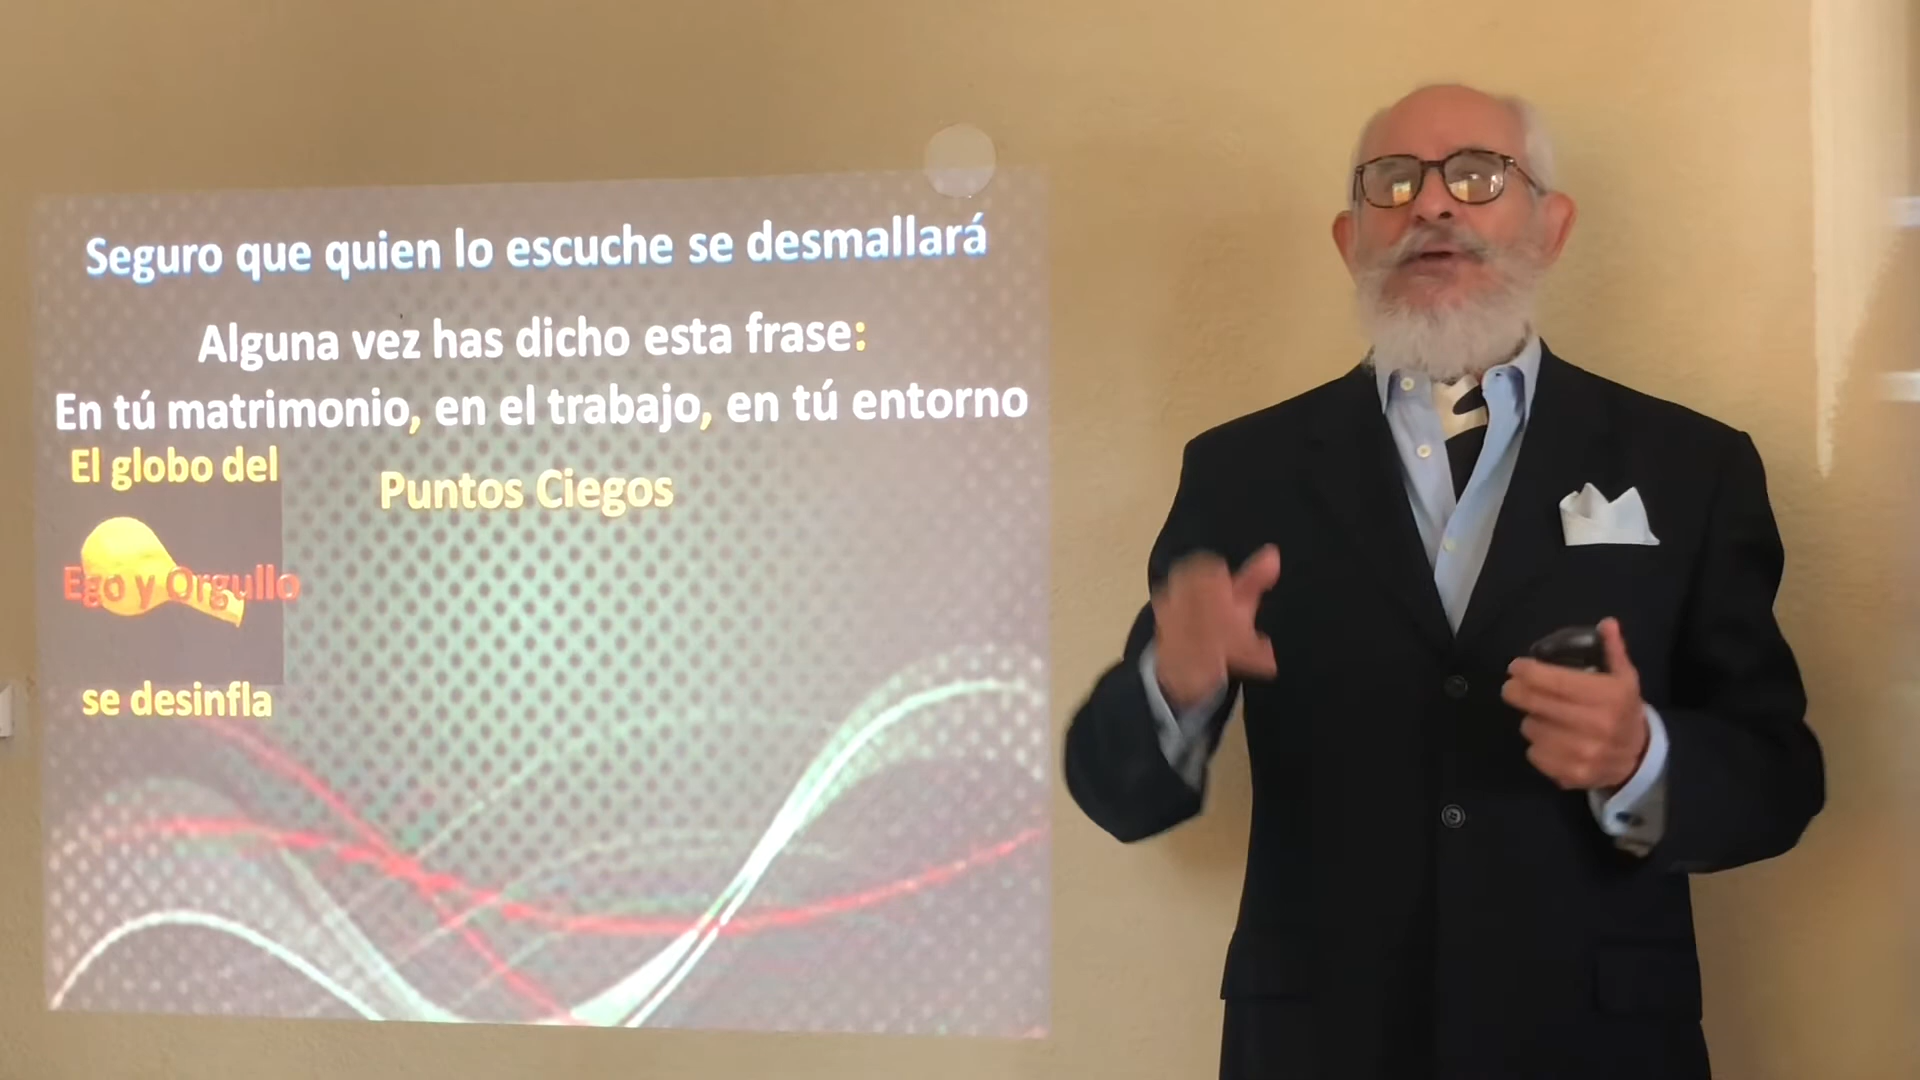 Seguro que quien lo escuche se desmallará
Alguna vez has dicho esta frase:
En tú matrimonio, en el trabajo, en tú entorno
El globo del
Puntos Ciegos
Ego y Orgullo
se desinfla